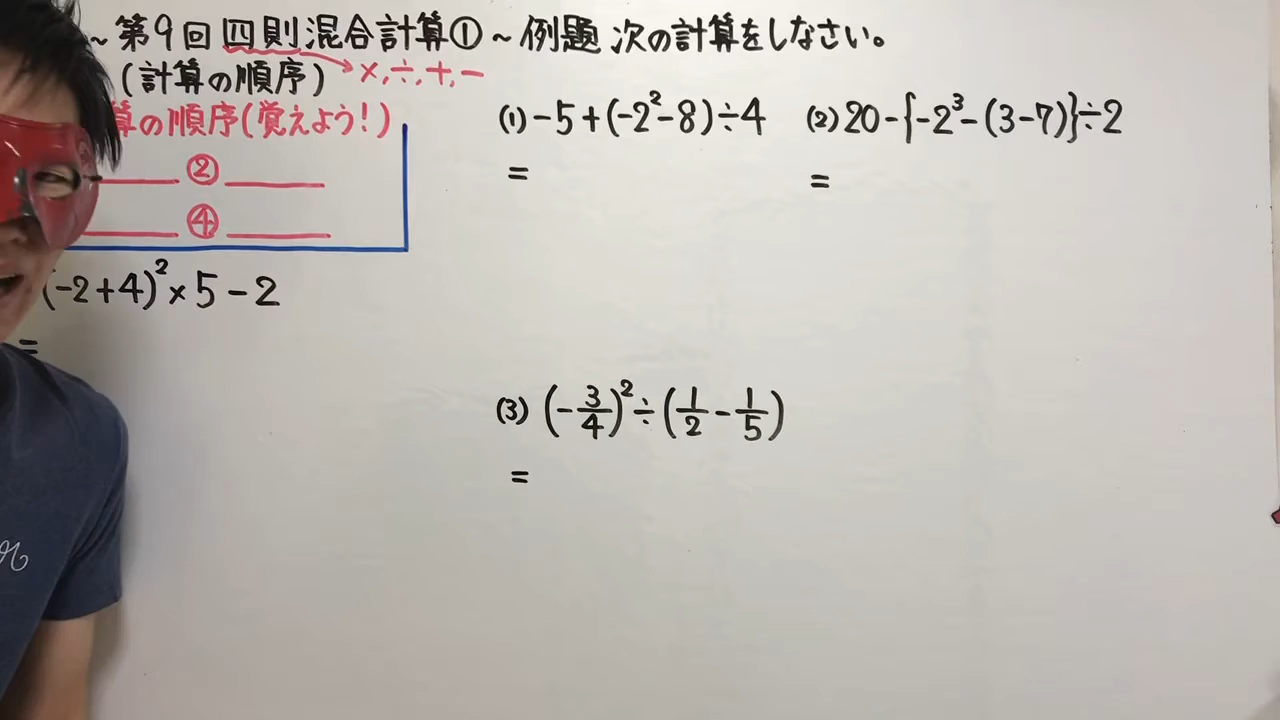 ~第9回 四則混合計算①~
(計算の順序) ×,÷,+,-
算の順序(覚えよう!)
②
④
(-2+4)²×5-2
=
例題 次の計算をしなさい。
(1) -5+(-2²-8)÷4
=
(2) 20-{-2³-(3-7)}÷2
=
(3) (-3/4)²÷(1/2-1/5)
=